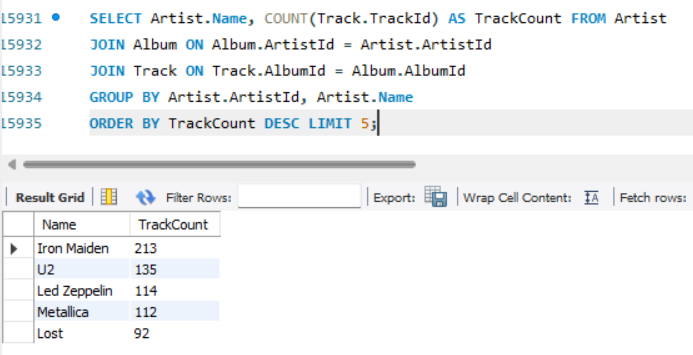 15931 SELECT Artist.Name, COUNT(Track.TrackId) AS TrackCount FROM Artist
15932 JOIN Album ON Album.ArtistId = Artist.ArtistId
15933 JOIN Track ON Track.AlbumId = Album.AlbumId
15934 GROUP BY Artist.ArtistId, Artist.Name
15935 ORDER BY TrackCount DESC LIMIT 5;
Result Grid Filter Rows: Export: Wrap Cell Content: Fetch rows:
Name TrackCount
Iron Maiden 213
U2 135
Led Zeppelin 114
Metallica 112
Lost 92